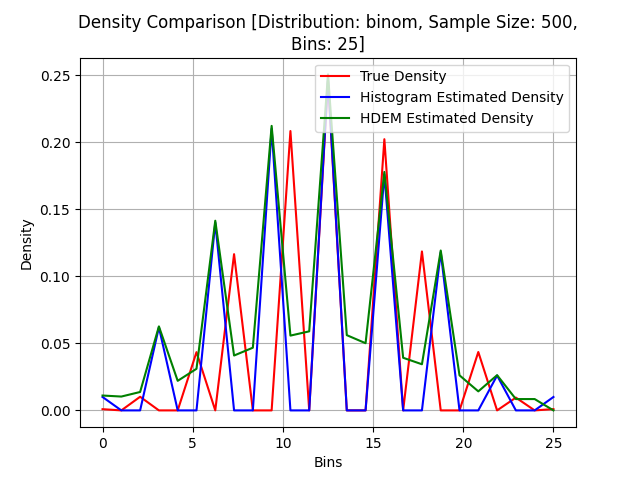 Density Comparison [Distribution: binom, Sample Size: 500,
Bins: 25]
True Density
Histogram Estimated Density
HDEM Estimated Density
Density
0.25
0.20
0.15
0.10
0.05
0.00
0 5 10 15 20 25
Bins